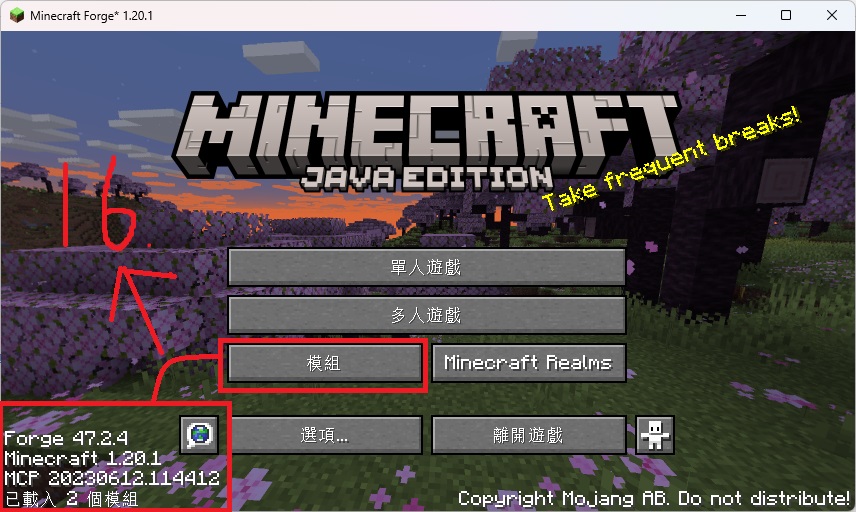 Minecraft Forge* 1.20.1
MINECRAFT
JAVA EDITION
Take frequent breaks!
16.
單人遊戲
多人遊戲
模組
Minecraft Realms
選項...
離開遊戲
Forge 47.2.4
Minecraft 1.20.1
MCP 20230612.114412
已載入 2 個模組
Copyright Mojang AB. Do not distribute!